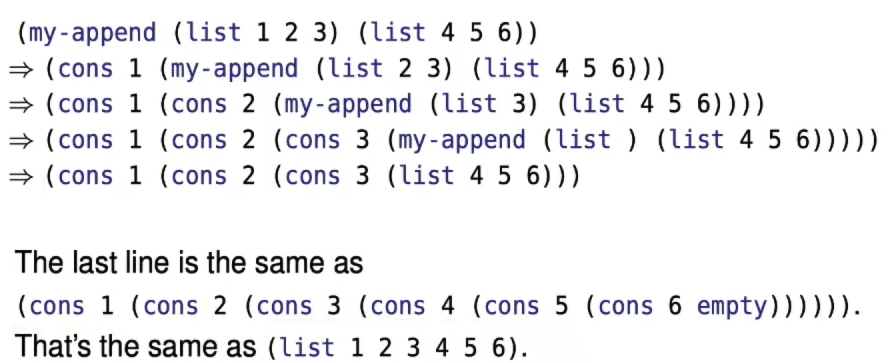 (my-append (list 1 2 3) (list 4 5 6))
⇒ (cons 1 (my-append (list 2 3) (list 4 5 6)))
⇒ (cons 1 (cons 2 (my-append (list 3) (list 4 5 6))))
⇒ (cons 1 (cons 2 (cons 3 (my-append (list ) (list 4 5 6)))))
⇒ (cons 1 (cons 2 (cons 3 (list 4 5 6)))
The last line is the same as
(cons 1 (cons 2 (cons 3 (cons 4 (cons 5 (cons 6 empty)))))).
That's the same as (list 1 2 3 4 5 6).